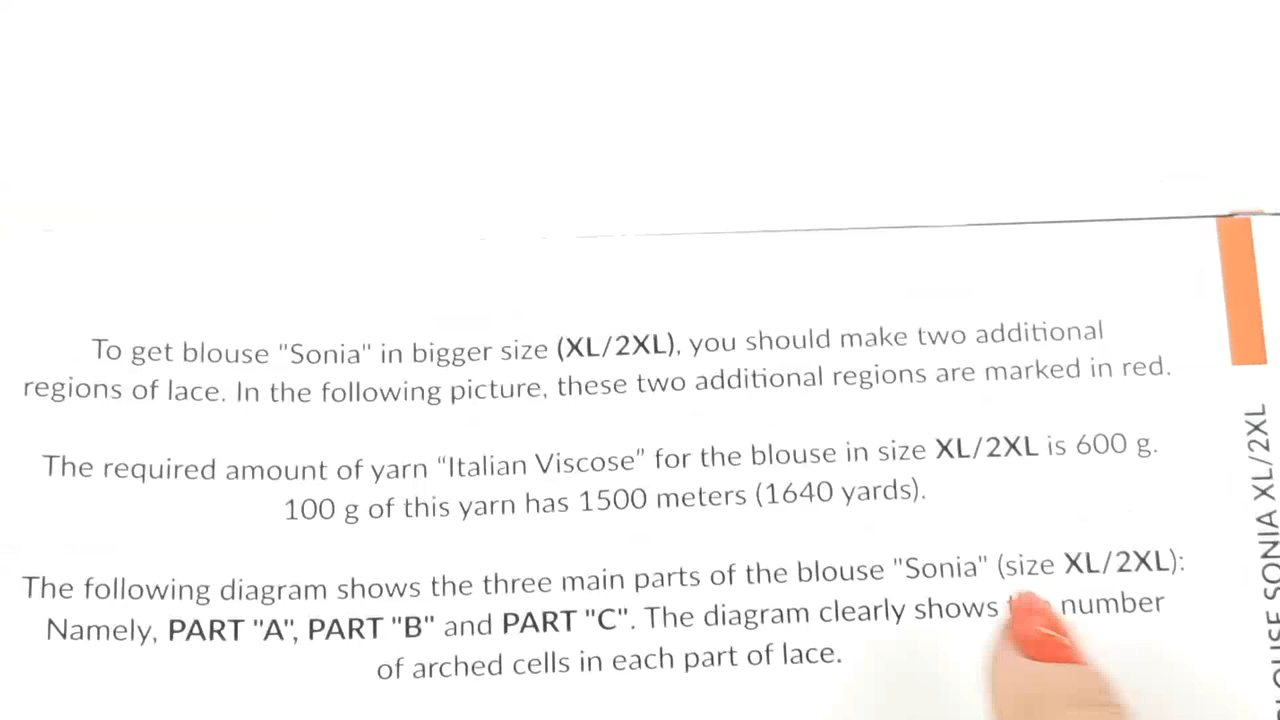 To get blouse "Sonia" in bigger size (XL/2XL), you should make two additional
regions of lace. In the following picture, these two additional regions are marked in red.
The required amount of yarn “Italian Viscose” for the blouse in size XL/2XL is 600 g.
100 g of this yarn has 1500 meters (1640 yards).
The following diagram shows the three main parts of the blouse "Sonia" (size XL/2XL):
Namely, PART "A", PART "B" and PART "C". The diagram clearly shows number
of arched cells in each part of lace.
SONIA XL/2XL